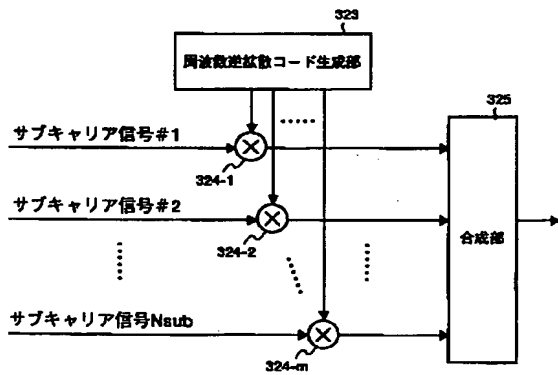 323
周波数逆拡散コード生成部
325
サブキャリア信号#1
324-1
サブキャリア信号#2
324-2
合成部
サブキャリア信号Nsub
324-m